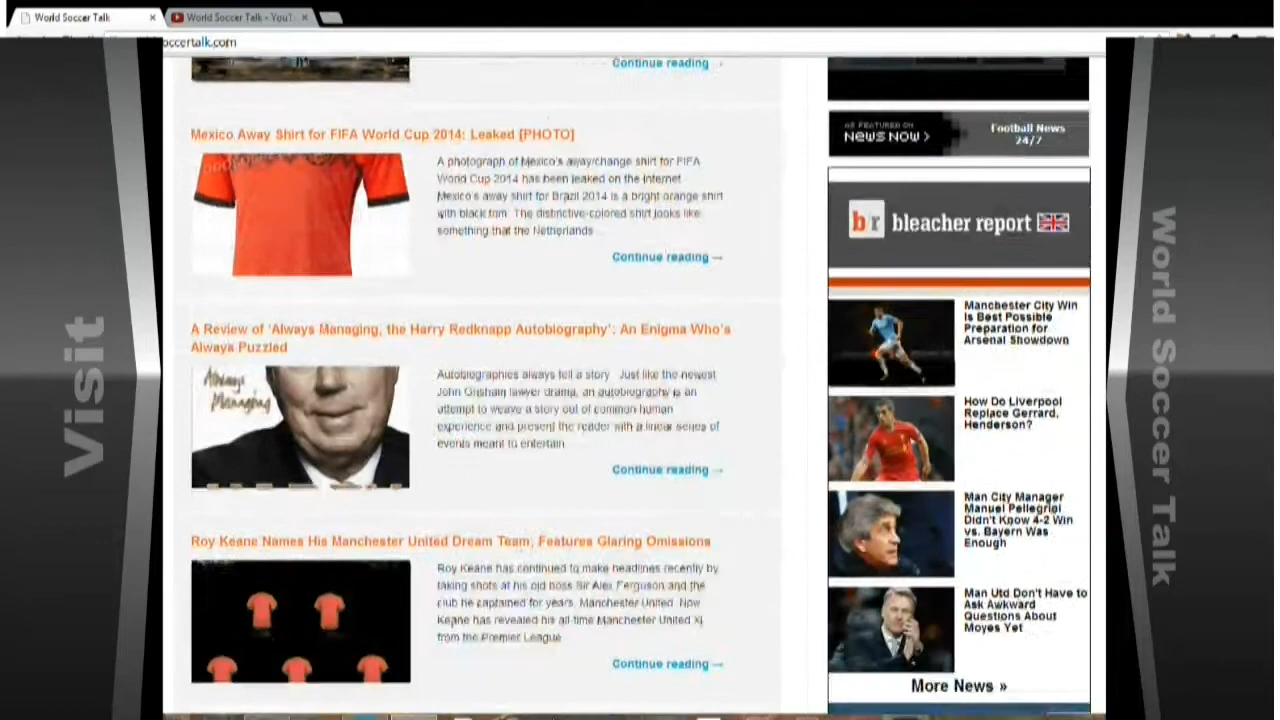 World Soccer Talk
World Soccer Talk - YouT
occertalk.com
Continue reading →
Mexico Away Shirt for FIFA World Cup 2014: Leaked [PHOTO]
A photograph of Mexico's away/change shirt for FIFA
World Cup 2014 has been leaked on the Internet.
Mexico's away shirt for Brazil 2014 is a bright orange shirt
with black trim. The distinctive-colored shirt looks like
something that the Netherlands
Continue reading →
A Review of 'Always Managing, the Harry Redknapp Autobiography': An Enigma Who's
Always Puzzled
Always
Managing
Autobiographies always tell a story. Just like the newest
John Grisham lawyer drama, an autobiography is an
attempt to weave a story out of common human
experience and present the reader with a linear series of
events meant to entertain.
Continue reading →
Roy Keane Names His Manchester United Dream Team, Features Glaring Omissions
Roy Keane has continued to make headlines recently by
taking shots at his old boss Sir Alex Ferguson and the
club he captained for years, Manchester United. Now
Keane has revealed his all-time Manchester United XI
from the Premier League
Continue reading →
AS FEATURED ON
NewsNow>
Football News
24/7
br bleacher report
Manchester City Win
Is Best Possible
Preparation for
Arsenal Showdown
How Do Liverpool
Replace Gerrard,
Henderson?
Man City Manager
Manuel Pellegrini
Didn't Know 4-2 Win
vs. Bayern Was
Enough
Man Utd Don't Have to
Ask Awkward
Questions About
Moyes Yet
More News »
Visit
World Soccer Talk